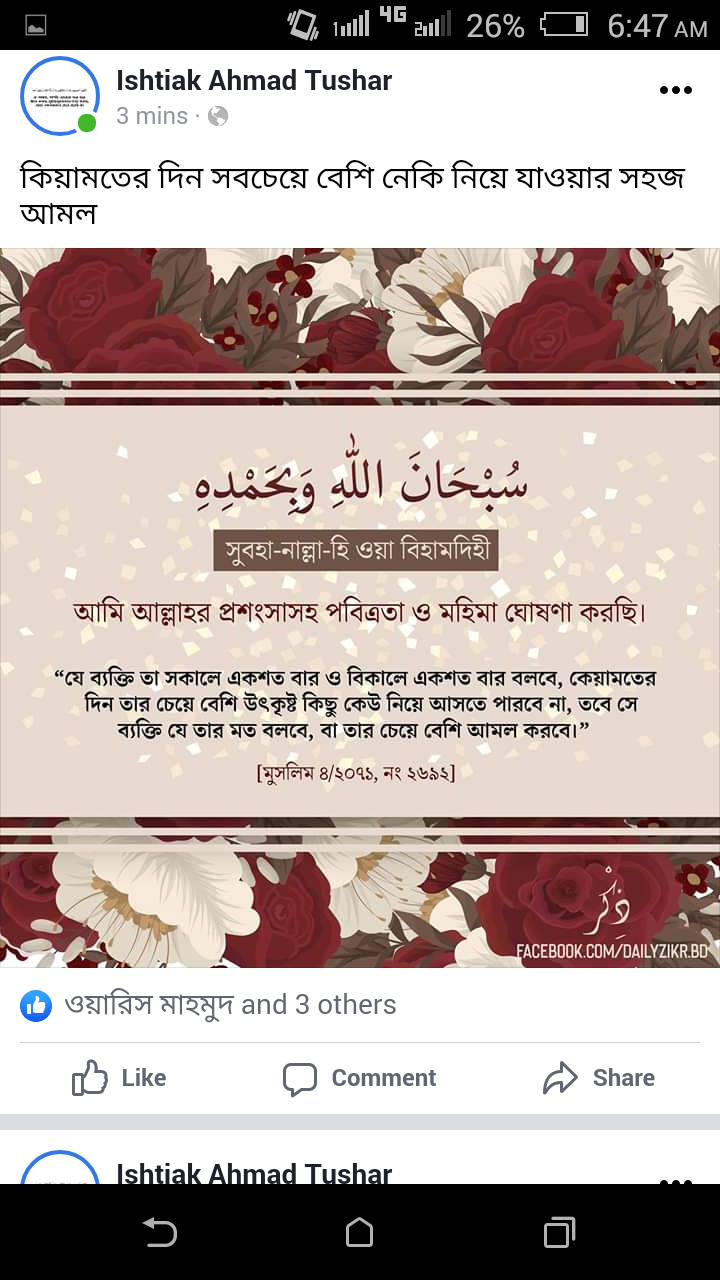 26% 6:47 AM
Ishtiak Ahmad Tushar
3 mins ·
কিয়ামতের দিন সবচেয়ে বেশি নেকি নিয়ে যাওয়ার সহজ
আমল
سُبْحَانَ اللّٰهِ وَبِحَمْدِهِ
সুবহা-নাল্লা-হি ওয়া বিহামদিহী
আমি আল্লাহর প্রশংসাসহ পবিত্রতা ও মহিমা ঘোষণা করছি।
“যে ব্যক্তি তা সকালে একশত বার ও বিকালে একশত বার বলবে, কেয়ামতের
দিন তার চেয়ে বেশি উৎকৃষ্ট কিছু কেউ নিয়ে আসতে পারবে না, তবে সে
ব্যক্তি যে তার মত বলবে, বা তার চেয়ে বেশি আমল করবে।”
[মুসলিম ৪/২০৭১, নং ২৬৯২]
ذِكْر
FACEBOOK.COM/DAILYZIKR.BD
ওয়ারিস মাহমুদ and 3 others
Like Comment Share
Ishtiak Ahmad Tushar